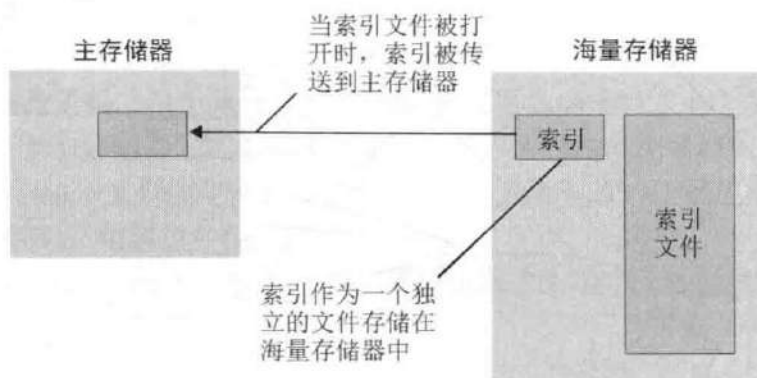 当索引文件被打
开时，索引被传
送到主存储器
主存储器
海量存储器
索引
索引
文件
索引作为一个独
立的文件存储在
海量存储器中